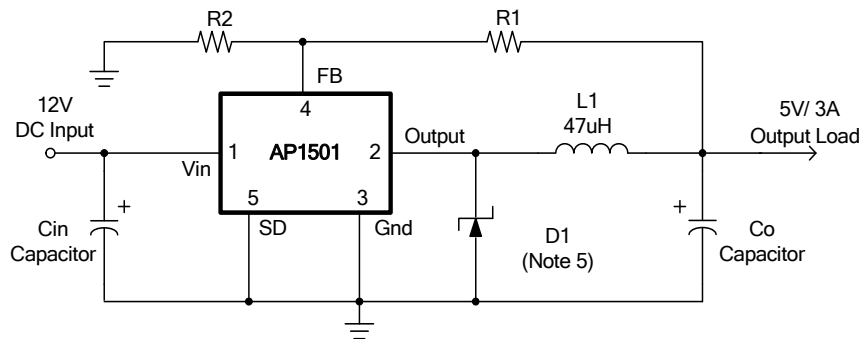 R2
R1
FB
12V
DC Input
4
L1
47uH
5V/ 3A
Output Load
Vin
1
AP1501
2
Output
5
3
SD
Gnd
+
Cin
Capacitor
D1
(Note 5)
+
Co
Capacitor